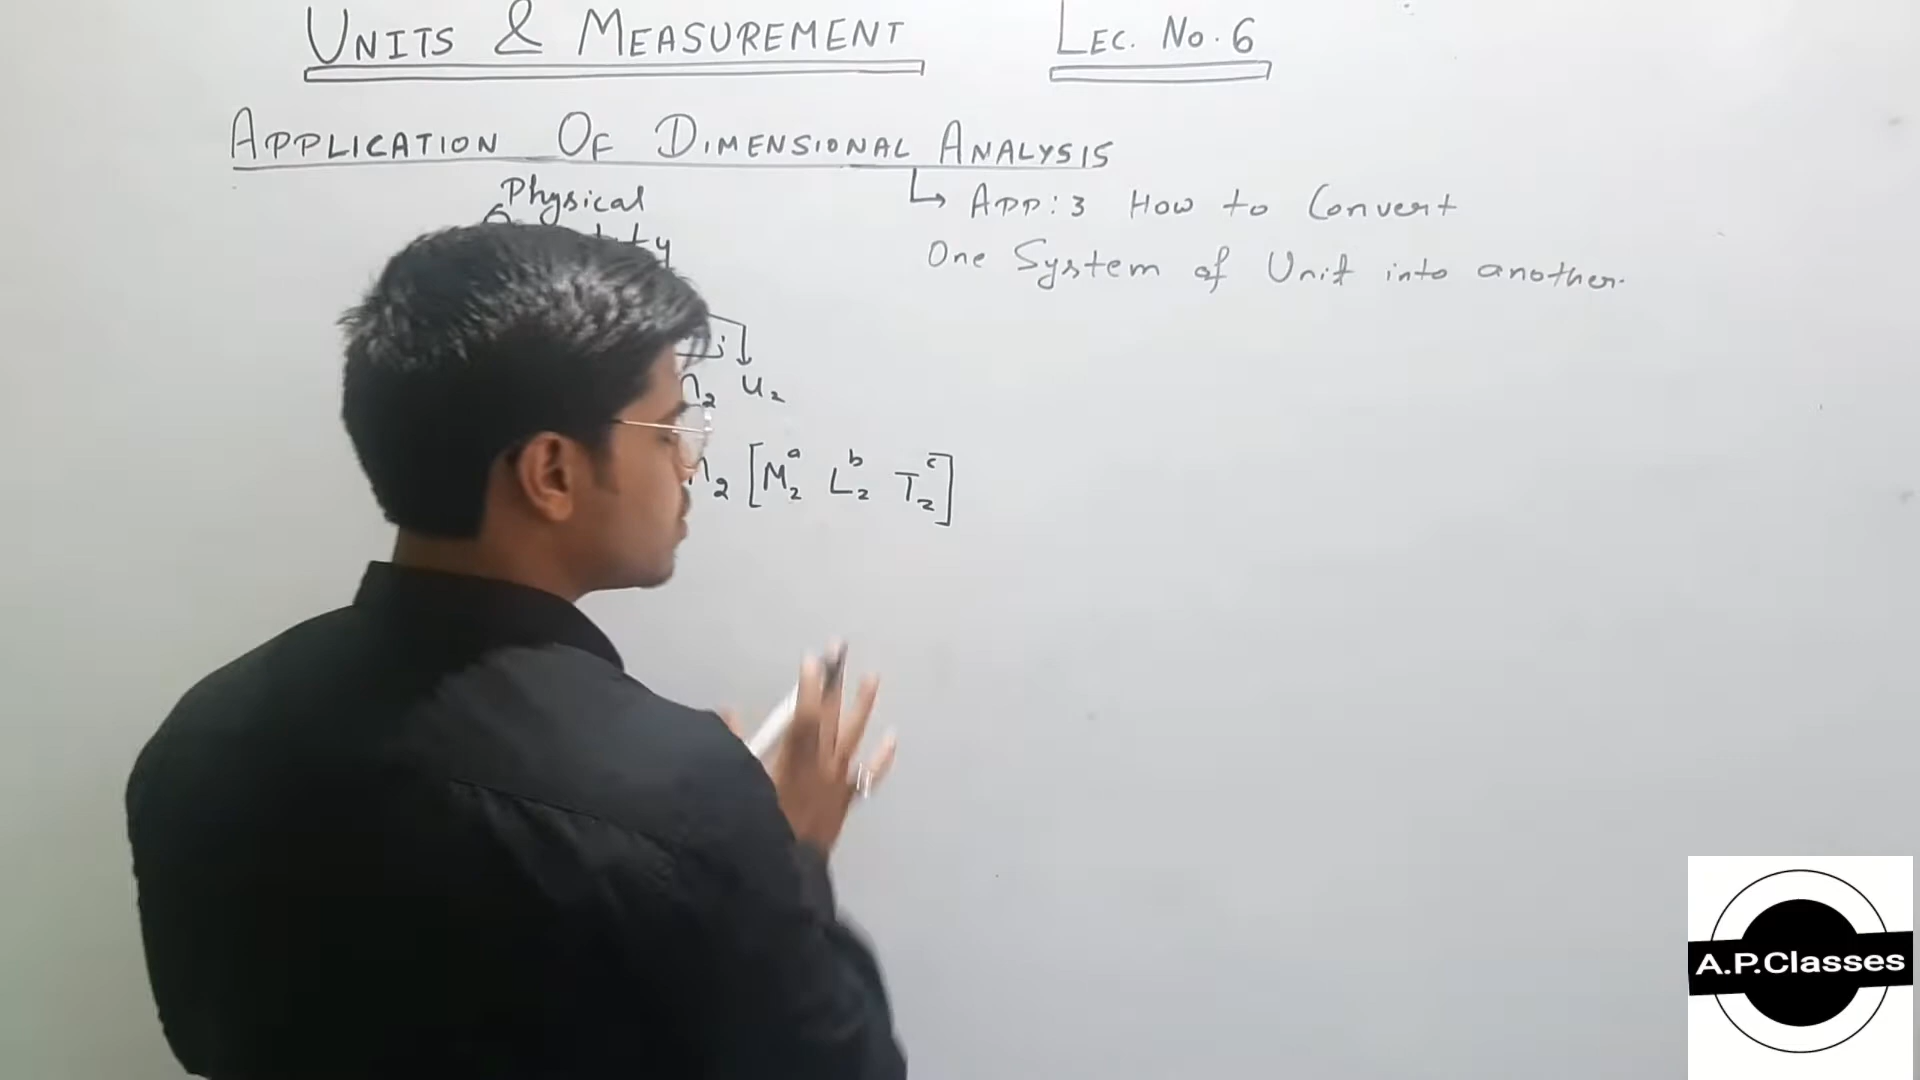 UNITS & MEASUREMENT LEC. NO. 6
APPLICATION OF DIMENSIONAL ANALYSIS
Physical
↳ APP: 3 How to Convert
One System of Unit into another.
n₂ u₂
n₂ [M₂ᵃ L₂ᵇ T₂ᶜ]
A.P.Classes